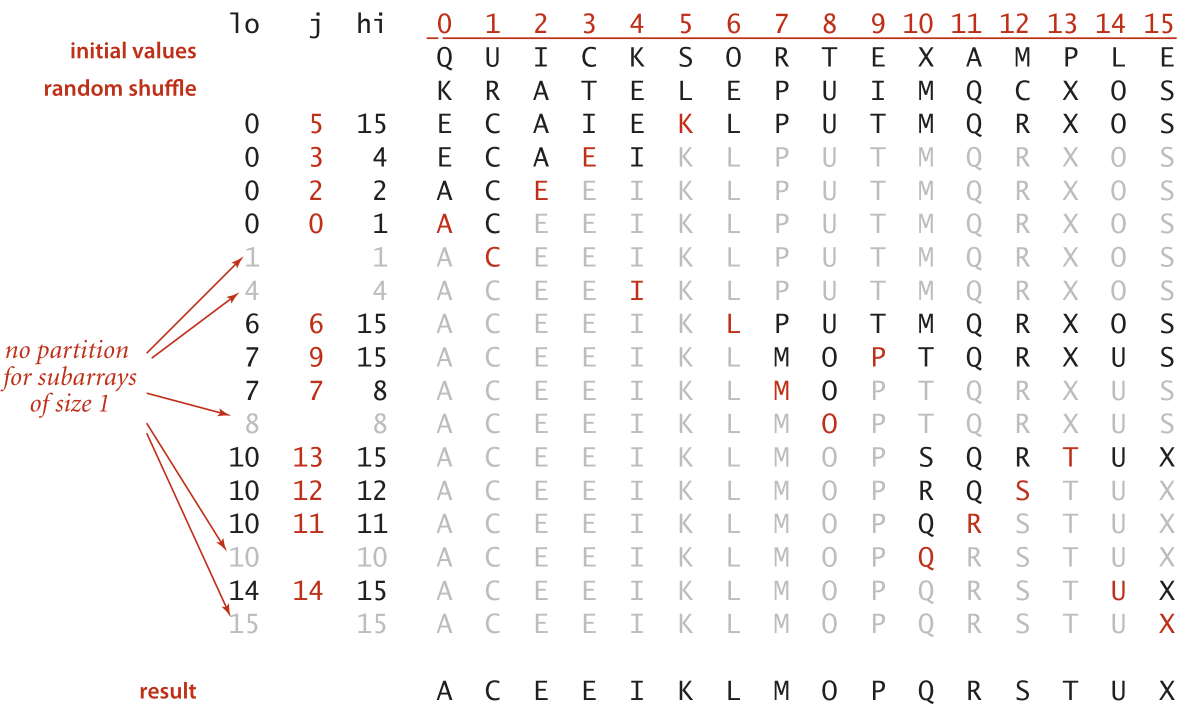 lo j hi 0 1 2 3 4 5 6 7 8 9 10 11 12 13 14 15
initial values Q U I C K S O R T E X A M P L E
random shuffle K R A T E L E P U I M Q C X O S
0 5 15 E C A I E K L P U T M Q R X O S
0 3 4 E C A E I K L P U T M Q R X O S
0 2 2 A C E E I K L P U T M Q R X O S
0 0 1 A C E E I K L P U T M Q R X O S
1 1 A C E E I K L P U T M Q R X O S
4 4 A C E E I K L P U T M Q R X O S
6 6 15 A C E E I K L P U T M Q R X O S
no partition
for subarrays
of size 1
7 9 15 A C E E I K L M O P T Q R X U S
7 7 8 A C E E I K L M O P T Q R X U S
8 8 A C E E I K L M O P T Q R X U S
10 13 15 A C E E I K L M O P S Q R T U X
10 12 12 A C E E I K L M O P R Q S T U X
10 11 11 A C E E I K L M O P Q R S T U X
10 10 A C E E I K L M O P Q R S T U X
14 14 15 A C E E I K L M O P Q R S T U X
15 15 A C E E I K L M O P Q R S T U X
result A C E E I K L M O P Q R S T U X